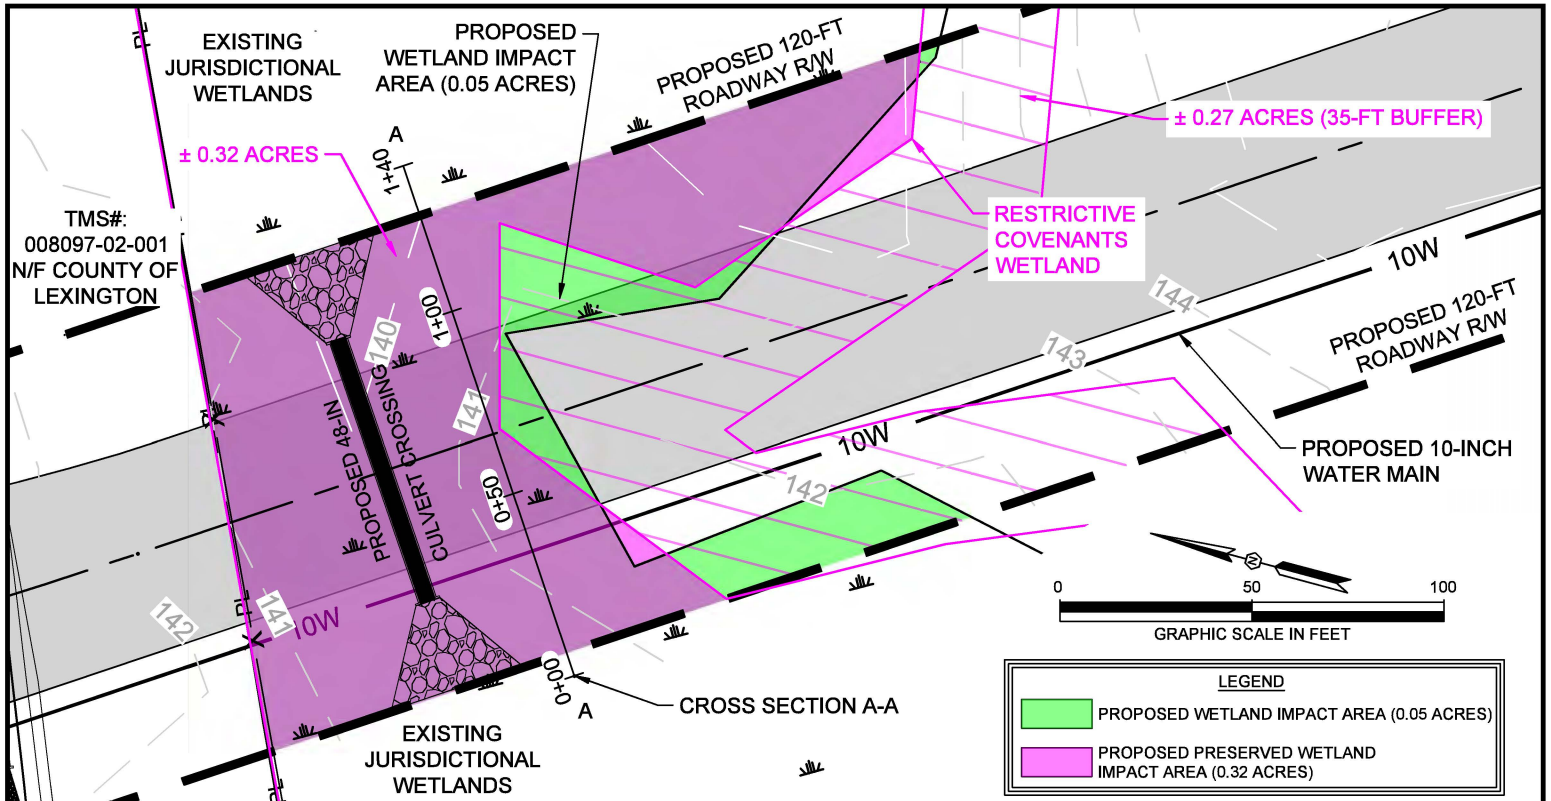 PL
EXISTING
JURISDICTIONAL
WETLANDS
PROPOSED
WETLAND IMPACT
AREA (0.05 ACRES)
PROPOSED 120-FT
ROADWAY R/W
± 0.27 ACRES (35-FT BUFFER)
± 0.32 ACRES
A
1+40
TMS#:
008097-02-001
N/F COUNTY OF
LEXINGTON
RESTRICTIVE
COVENANTS
WETLAND
10W
144
143
PROPOSED 120-FT
ROADWAY R/W
1+00
140
141
PL
PROPOSED 48-IN
CULVERT CROSSING
0+50
10W
142
PROPOSED 10-INCH
WATER MAIN
N
0 50 100
GRAPHIC SCALE IN FEET
PL
142
141
10W
0+00
A
CROSS SECTION A-A
EXISTING
JURISDICTIONAL
WETLANDS
PL
LEGEND
PROPOSED WETLAND IMPACT AREA (0.05 ACRES)
PROPOSED PRESERVED WETLAND
IMPACT AREA (0.32 ACRES)